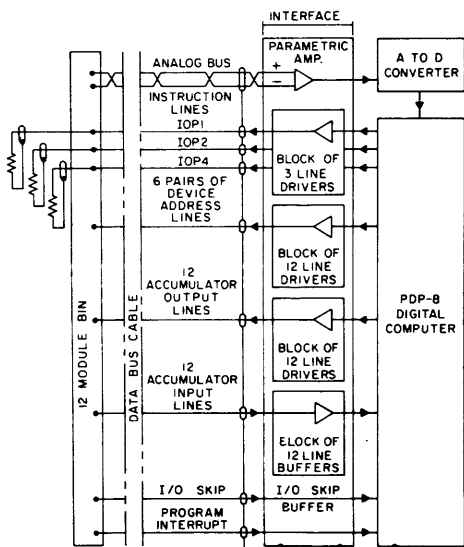 INTERFACE
PARAMETRIC
AMP.
+
−
A TO D
CONVERTER
ANALOG BUS
INSTRUCTION
LINES
IOP1
IOP2
IOP4
BLOCK OF
3 LINE
DRIVERS
6 PAIRS OF
DEVICE
ADDRESS
LINES
BLOCK OF
12 LINE
DRIVERS
12
ACCUMULATOR
OUTPUT
LINES
BLOCK OF
12 LINE
DRIVERS
12
ACCUMULATOR
INPUT
LINES
ELOCK OF
12 LINE
BUFFERS
I/O SKIP
I/O SKIP
BUFFER
PROGRAM
INTERRUPT
PDP-8
DIGITAL
COMPUTER
12 MODULE BIN
DATA BUS CABLE